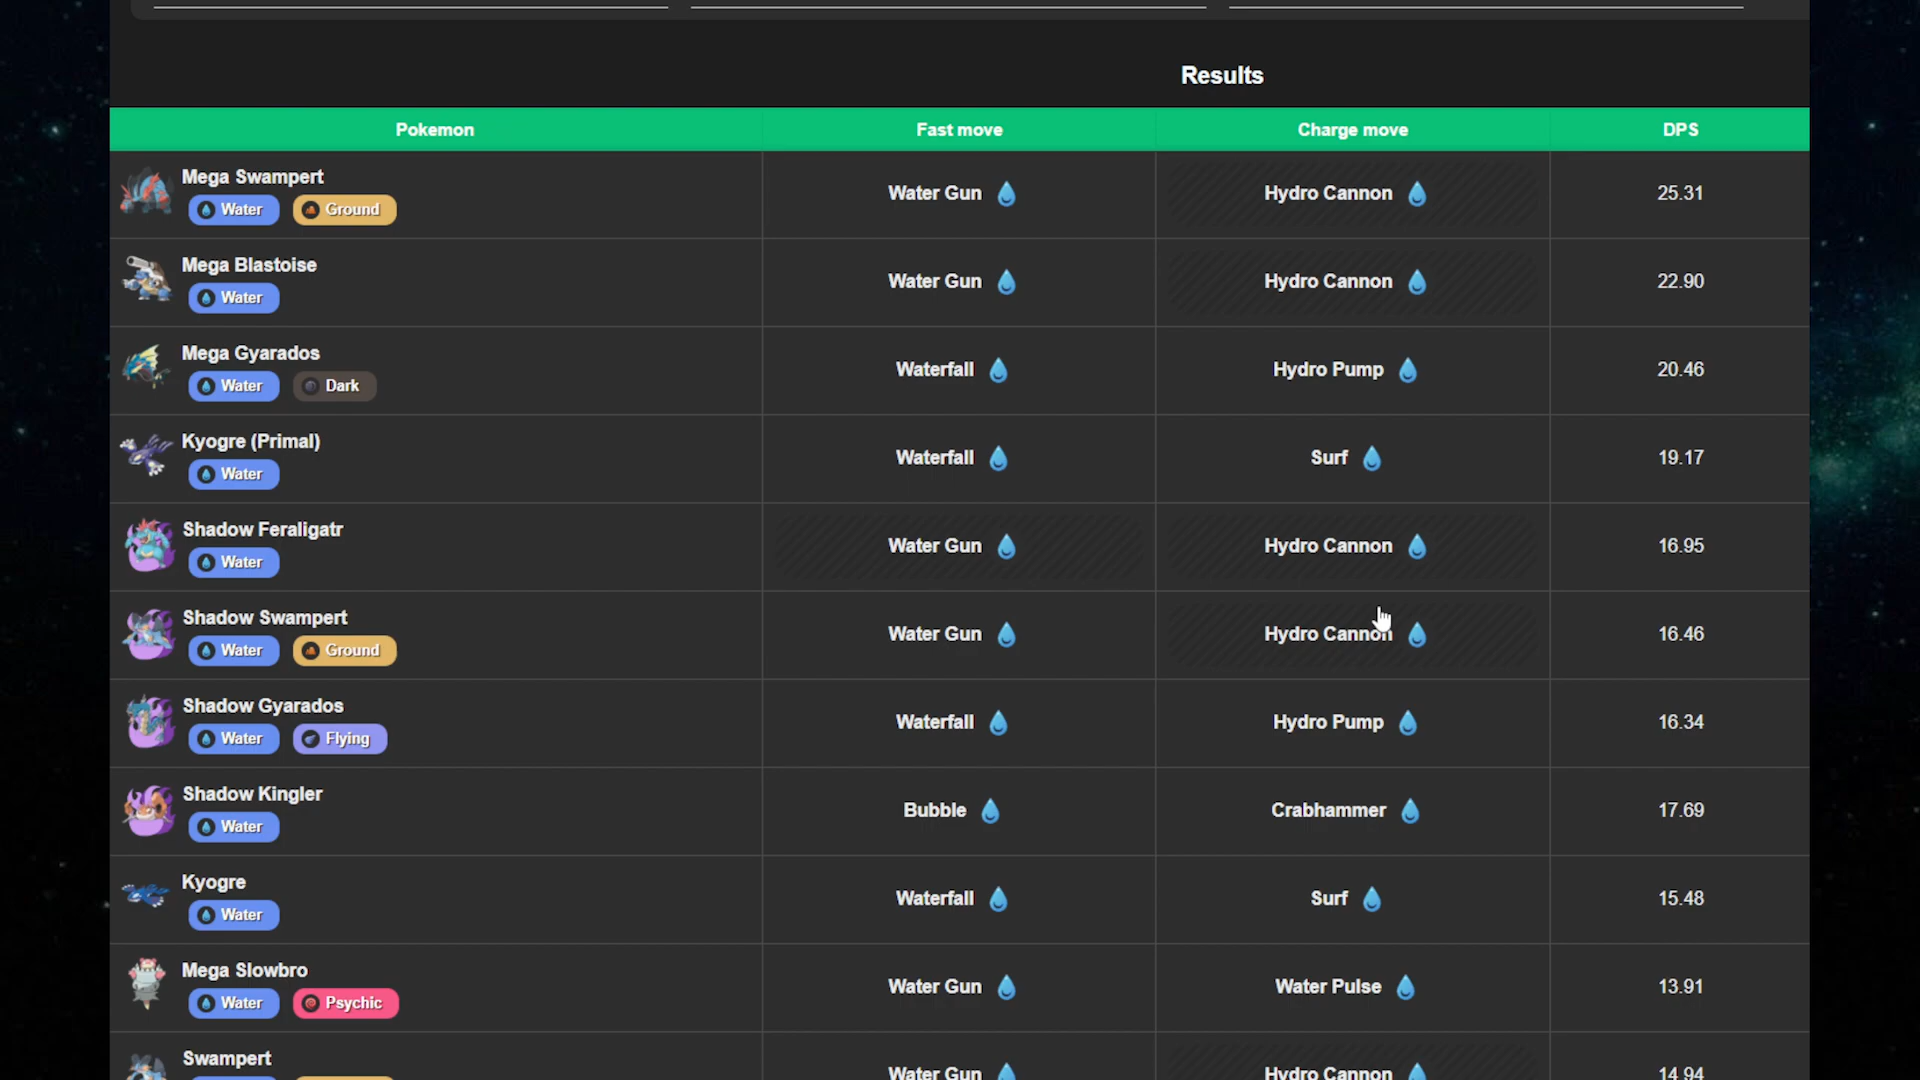 Results
Pokemon Fast move Charge move DPS
Mega Swampert
Water Ground
Water Gun Hydro Cannon 25.31
Mega Blastoise
Water
Water Gun Hydro Cannon 22.90
Mega Gyarados
Water Dark
Waterfall Hydro Pump 20.46
Kyogre (Primal)
Water
Waterfall Surf 19.17
Shadow Feraligatr
Water
Water Gun Hydro Cannon 16.95
Shadow Swampert
Water Ground
Water Gun Hydro Cannon 16.46
Shadow Gyarados
Water Flying
Waterfall Hydro Pump 16.34
Shadow Kingler
Water
Bubble Crabhammer 17.69
Kyogre
Water
Waterfall Surf 15.48
Mega Slowbro
Water Psychic
Water Gun Water Pulse 13.91
Swampert
Water Gun Hydro Cannon 14.94